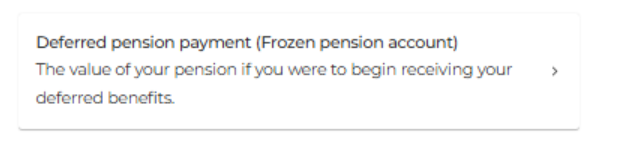 Deferred pension payment (Frozen pension account)
The value of your pension if you were to begin receiving your
deferred benefits.